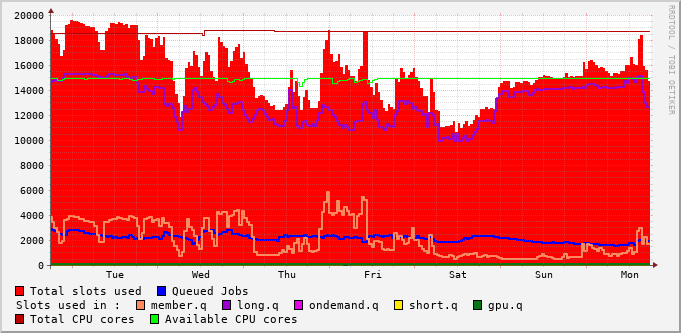 20000
18000
16000
14000
12000
10000
8000
6000
4000
2000
0
Tue Wed Thu Fri Sat Sun Mon
RRDTOOL / TOBI OETIKER
Total slots used Queued Jobs
Slots used in : member.q long.q ondemand.q short.q gpu.q
Total CPU cores Available CPU cores